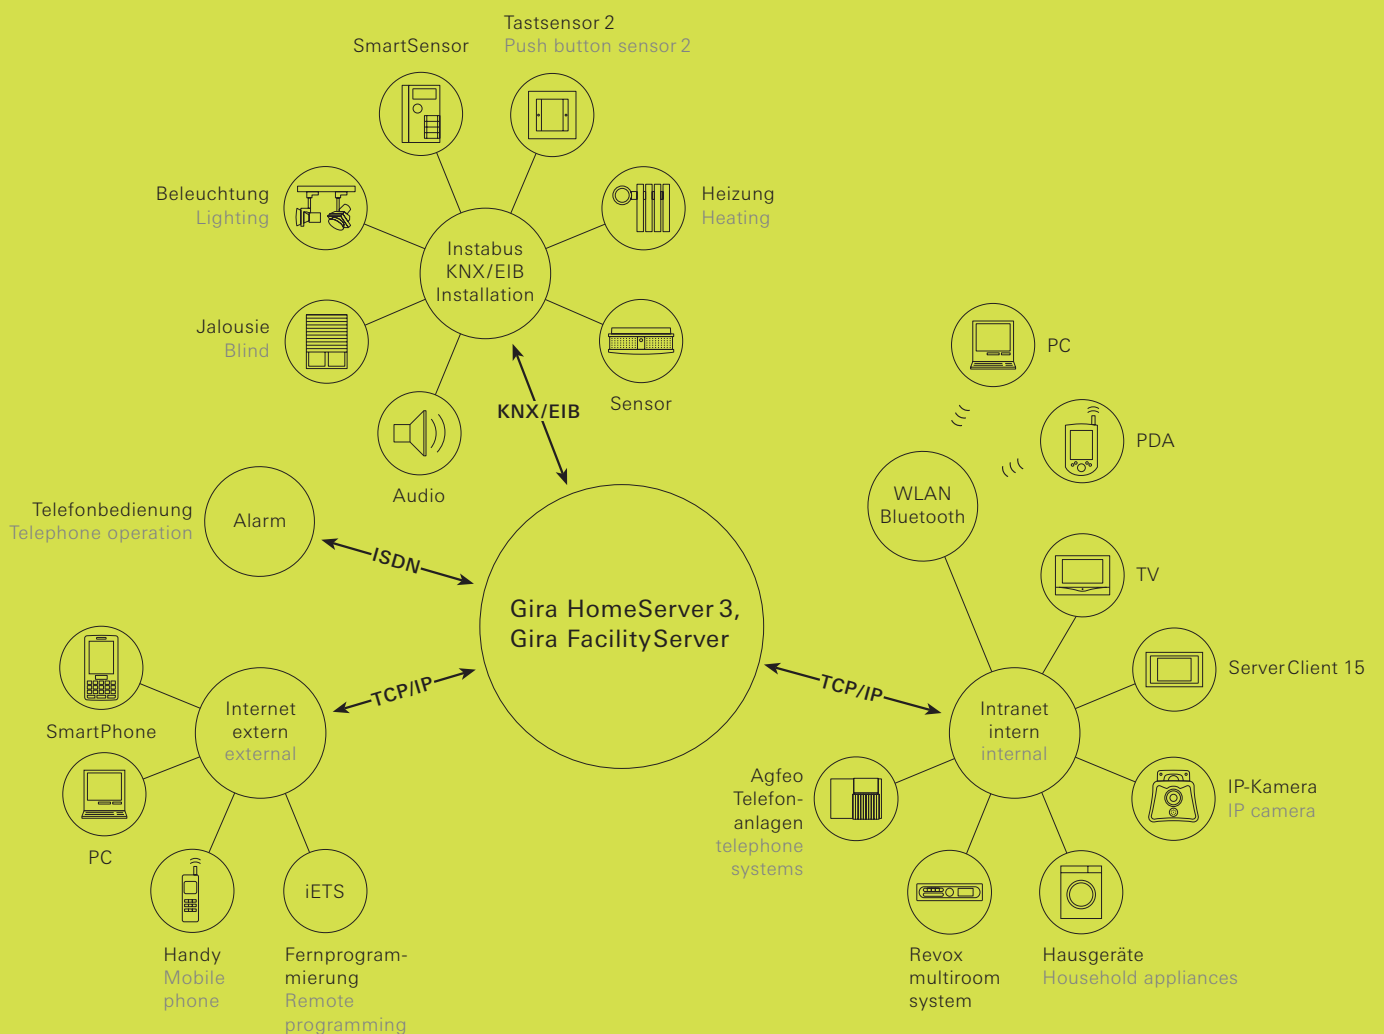 Tastsensor 2
Push button sensor 2
SmartSensor
Beleuchtung
Lighting
Heizung
Heating
Instabus
KNX/EIB
Installation
Jalousie
Blind
Sensor
KNX/EIB
Audio
PC
PDA
WLAN
Bluetooth
TV
Telefonbedienung
Telephone operation
Alarm
ISDN
Gira HomeServer 3,
Gira FacilityServer
TCP/IP
TCP/IP
ServerClient 15
SmartPhone
Internet
extern
external
PC
Handy
Mobile
phone
iETS
Fernprogram-
mierung
Remote
programming
Intranet
intern
internal
Agfeo
Telefon-
anlagen
telephone
systems
IP-Kamera
IP camera
Revox
multiroom
system
Hausgeräte
Household appliances